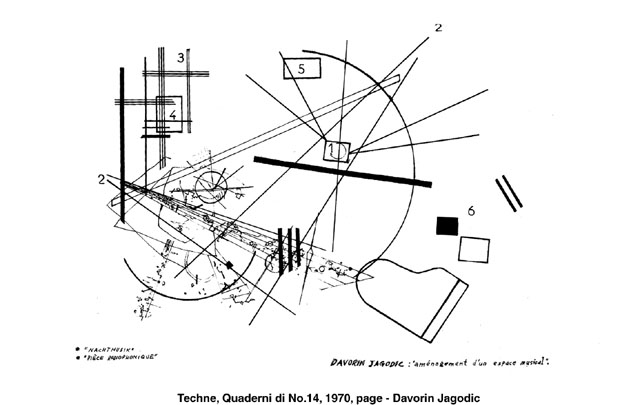 2
3
5
4
1
2
6
"NACHTMUSIK"
"PIÈCE RADIOPHONIQUE"
DAVORIN JAGODIC : "aménagement d'un espace musical".
Techne, Quaderni di No.14, 1970, page - Davorin Jagodic